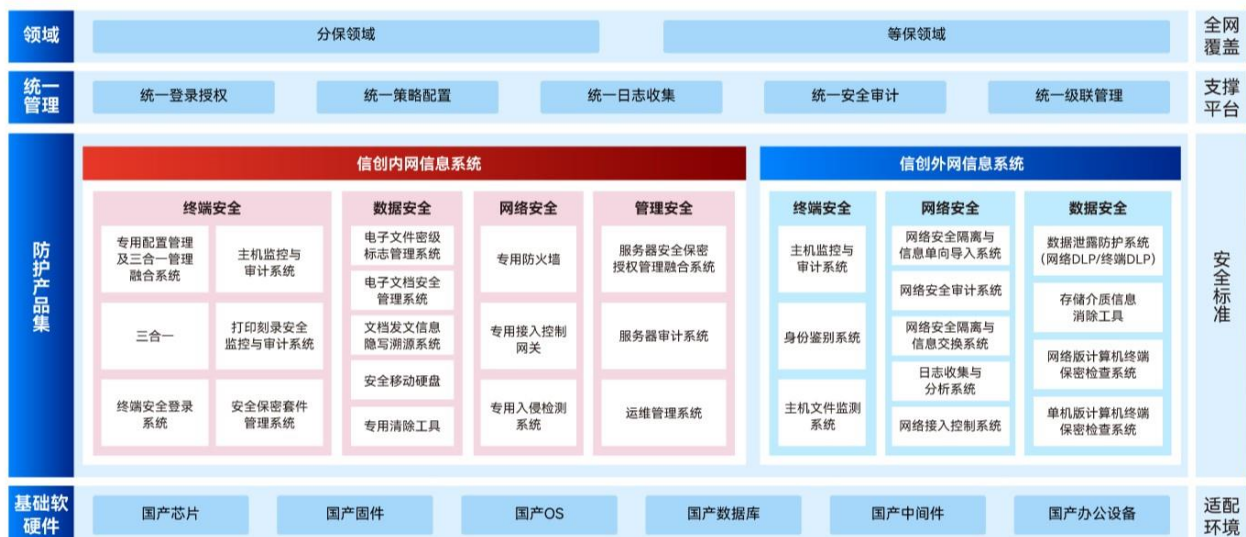 领域
分保领域
等保领域
全网
覆盖
统一
管理
统一登录授权
统一策略配置
统一日志收集
统一安全审计
统一级联管理
支撑
平台
防护产品集
信创内网信息系统
终端安全
专用配置管理
及三合一管理
融合系统
主机监控与
审计系统
三合一
打印刻录安全
监控与审计系统
终端安全登录
系统
安全保密套件
管理系统
数据安全
电子文件密级
标志管理系统
电子文档安全
管理系统
文档发文信息
隐写溯源系统
安全移动硬盘
专用清除工具
网络安全
专用防火墙
专用接入控制
网关
专用入侵检测
系统
管理安全
服务器安全保密
授权管理融合系统
服务器审计系统
运维管理系统
信创外网信息系统
终端安全
主机监控与
审计系统
身份鉴别系统
主机文件监测
系统
网络安全
网络安全隔离与
信息单向导入系统
网络安全审计系统
网络安全隔离与
信息交换系统
日志收集与
分析系统
网络接入控制系统
数据安全
数据泄露防护系统
(网络DLP/终端DLP)
存储介质信息
消除工具
网络版计算机终端
保密检查系统
单机版计算机终端
保密检查系统
安全标准
基础软
硬件
国产芯片
国产固件
国产OS
国产数据库
国产中间件
国产办公设备
适配
环境